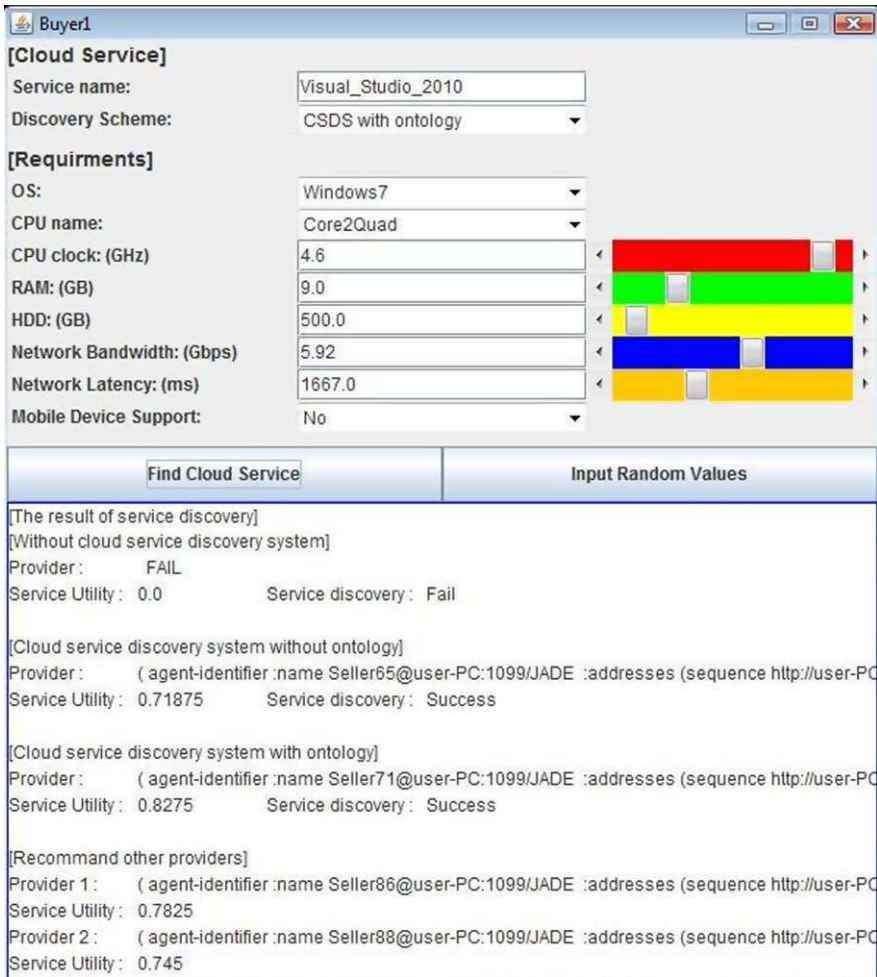 Buyer1
[Cloud Service]
Service name: Visual_Studio_2010
Discovery Scheme: CSDS with ontology
[Requirments]
OS: Windows7
CPU name: Core2Quad
CPU clock: (GHz) 4.6
RAM: (GB) 9.0
HDD: (GB) 500.0
Network Bandwidth: (Gbps) 5.92
Network Latency: (ms) 1667.0
Mobile Device Support: No
Find Cloud Service Input Random Values
[The result of service discovery]
[Without cloud service discovery system]
Provider : FAIL
Service Utility : 0.0 Service discovery : Fail
[Cloud service discovery system without ontology]
Provider : ( agent-identifier :name Seller65@user-PC:1099/JADE :addresses (sequence http://user-PC
Service Utility : 0.71875 Service discovery : Success
[Cloud service discovery system with ontology]
Provider : ( agent-identifier :name Seller71@user-PC:1099/JADE :addresses (sequence http://user-PC
Service Utility : 0.8275 Service discovery : Success
[Recommand other providers]
Provider 1 : ( agent-identifier :name Seller86@user-PC:1099/JADE :addresses (sequence http://user-PC
Service Utility : 0.7825
Provider 2 : ( agent-identifier :name Seller88@user-PC:1099/JADE :addresses (sequence http://user-PC
Service Utility : 0.745